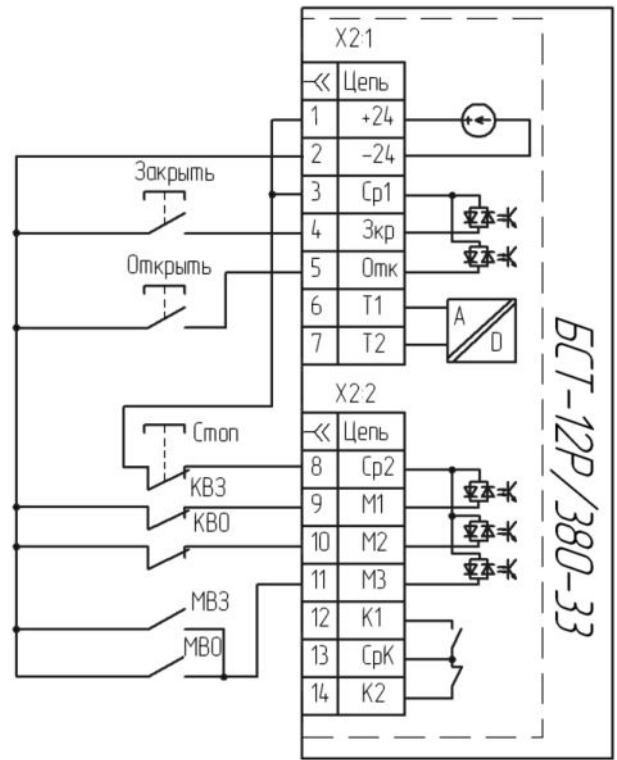 X2:1
Цепь
1 +24
2 -24
Закрыть
3 Ср1
4 Зкр
Открыть
5 Отк
6 Т1
7 Т2
A
D
X2:2
Цепь
Стоп
8 Ср2
КВЗ
9 М1
КВО
10 М2
11 М3
МВЗ
12 К1
МВО
13 СрК
14 К2
БСТ-12Р/380-33